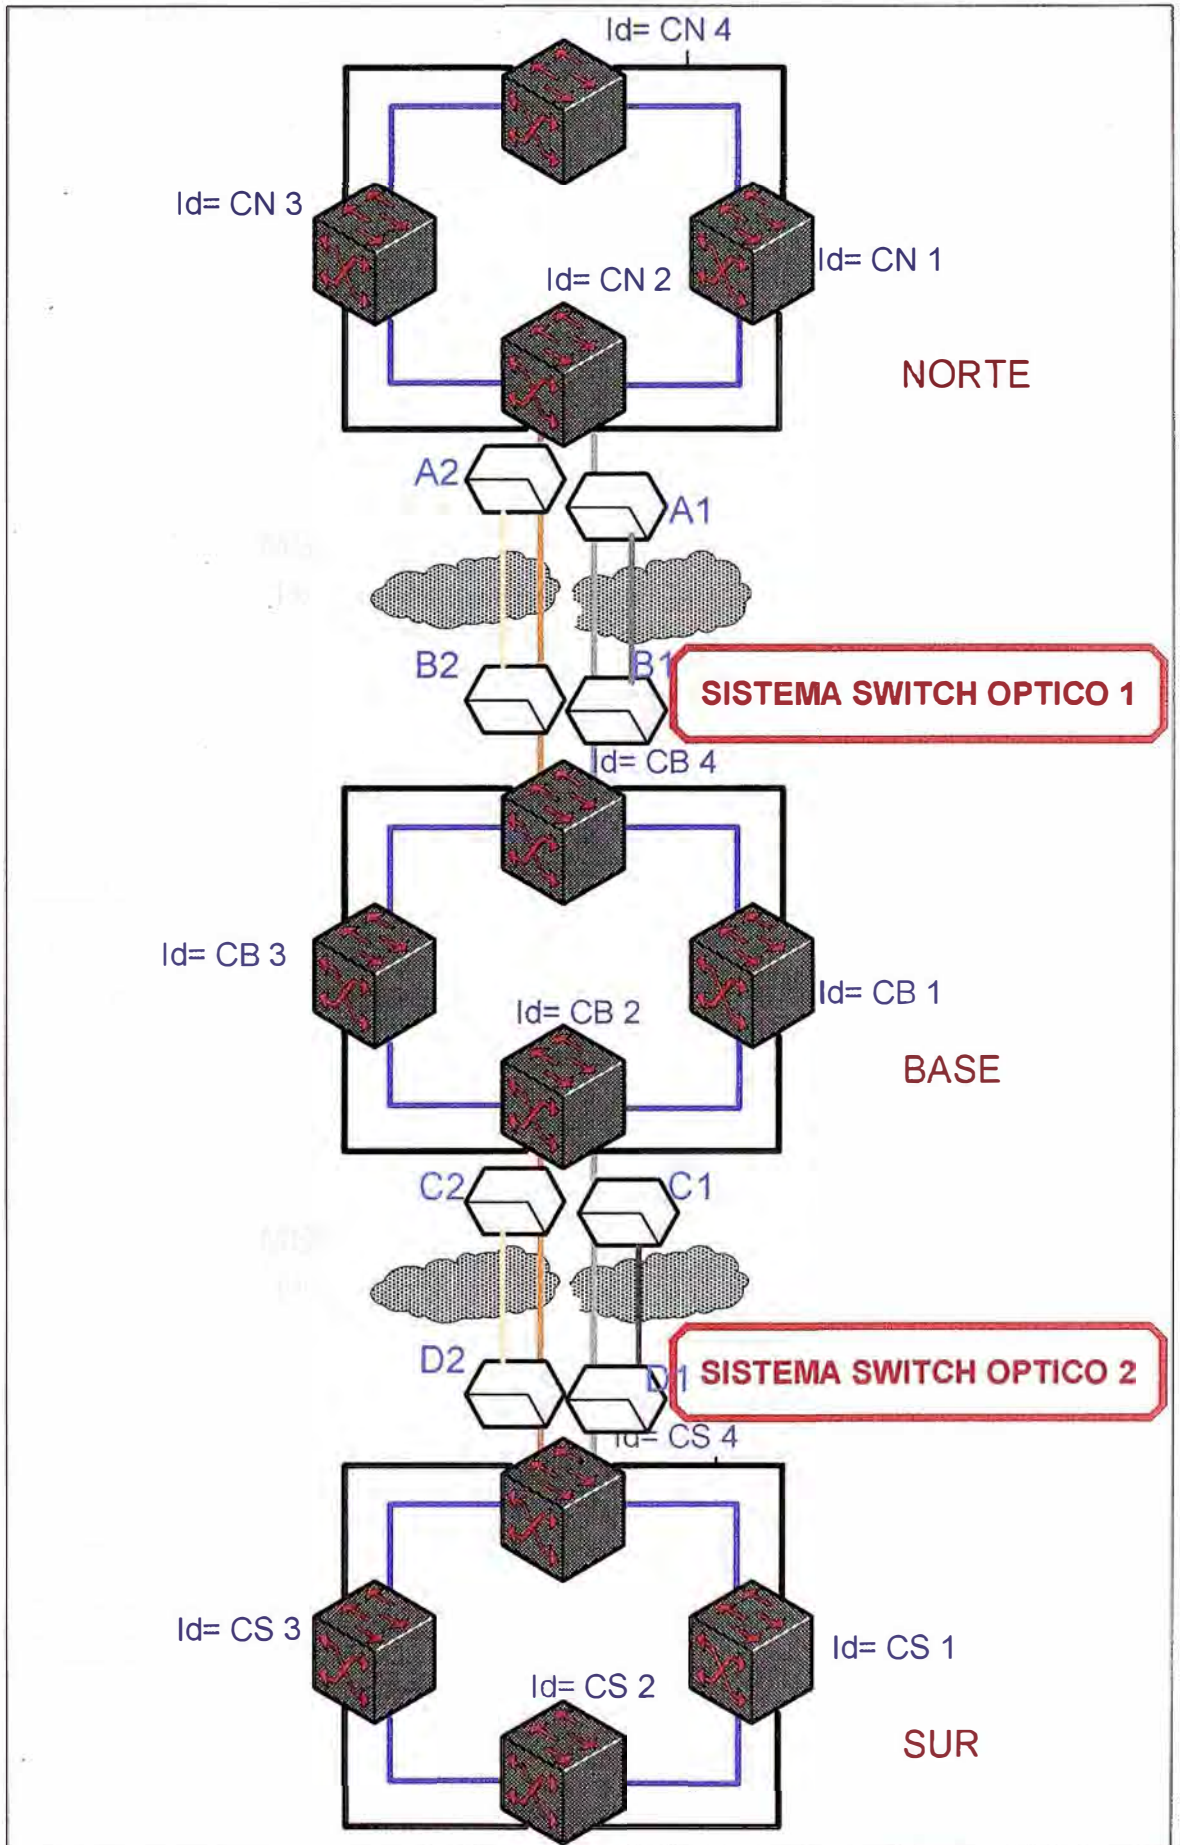 Id= CN 4
Id= CN 3
Id= CN 1
Id= CN 2
NORTE
A2
A1
B2
B1
SISTEMA SWITCH OPTICO 1
Id= CB 4
Id= CB 3
Id= CB 1
Id= CB 2
BASE
C2
C1
D2
D1
SISTEMA SWITCH OPTICO 2
Id= CS 4
Id= CS 3
Id= CS 1
Id= CS 2
SUR